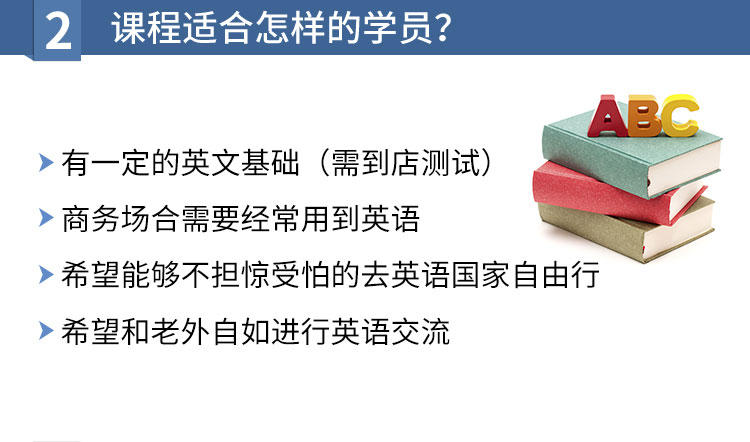 2 课程适合怎样的学员？
ABC
有一定的英文基础（需到店测试）
商务场合需要经常用到英语
希望能够不担惊受怕的去英语国家自由行
希望和老外自如进行英语交流